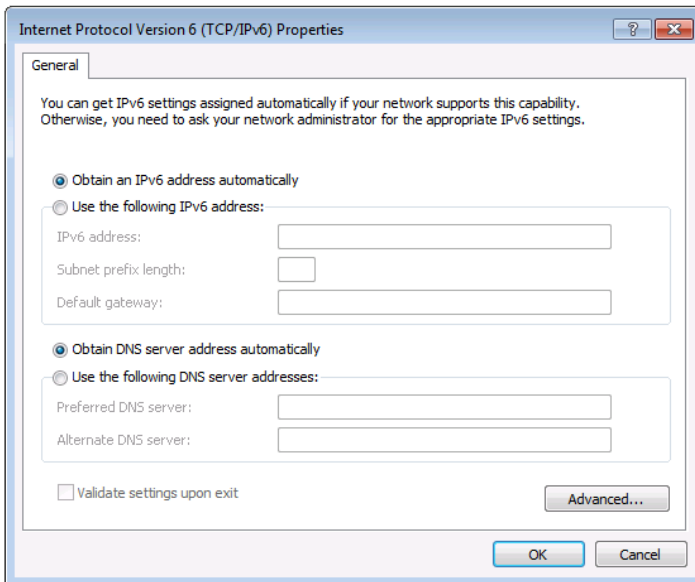 Internet Protocol Version 6 (TCP/IPv6) Properties
?
General
You can get IPv6 settings assigned automatically if your network supports this capability.
Otherwise, you need to ask your network administrator for the appropriate IPv6 settings.
Obtain an IPv6 address automatically
Use the following IPv6 address:
IPv6 address:
Subnet prefix length:
Default gateway:
Obtain DNS server address automatically
Use the following DNS server addresses:
Preferred DNS server:
Alternate DNS server:
Validate settings upon exit
Advanced...
OK Cancel